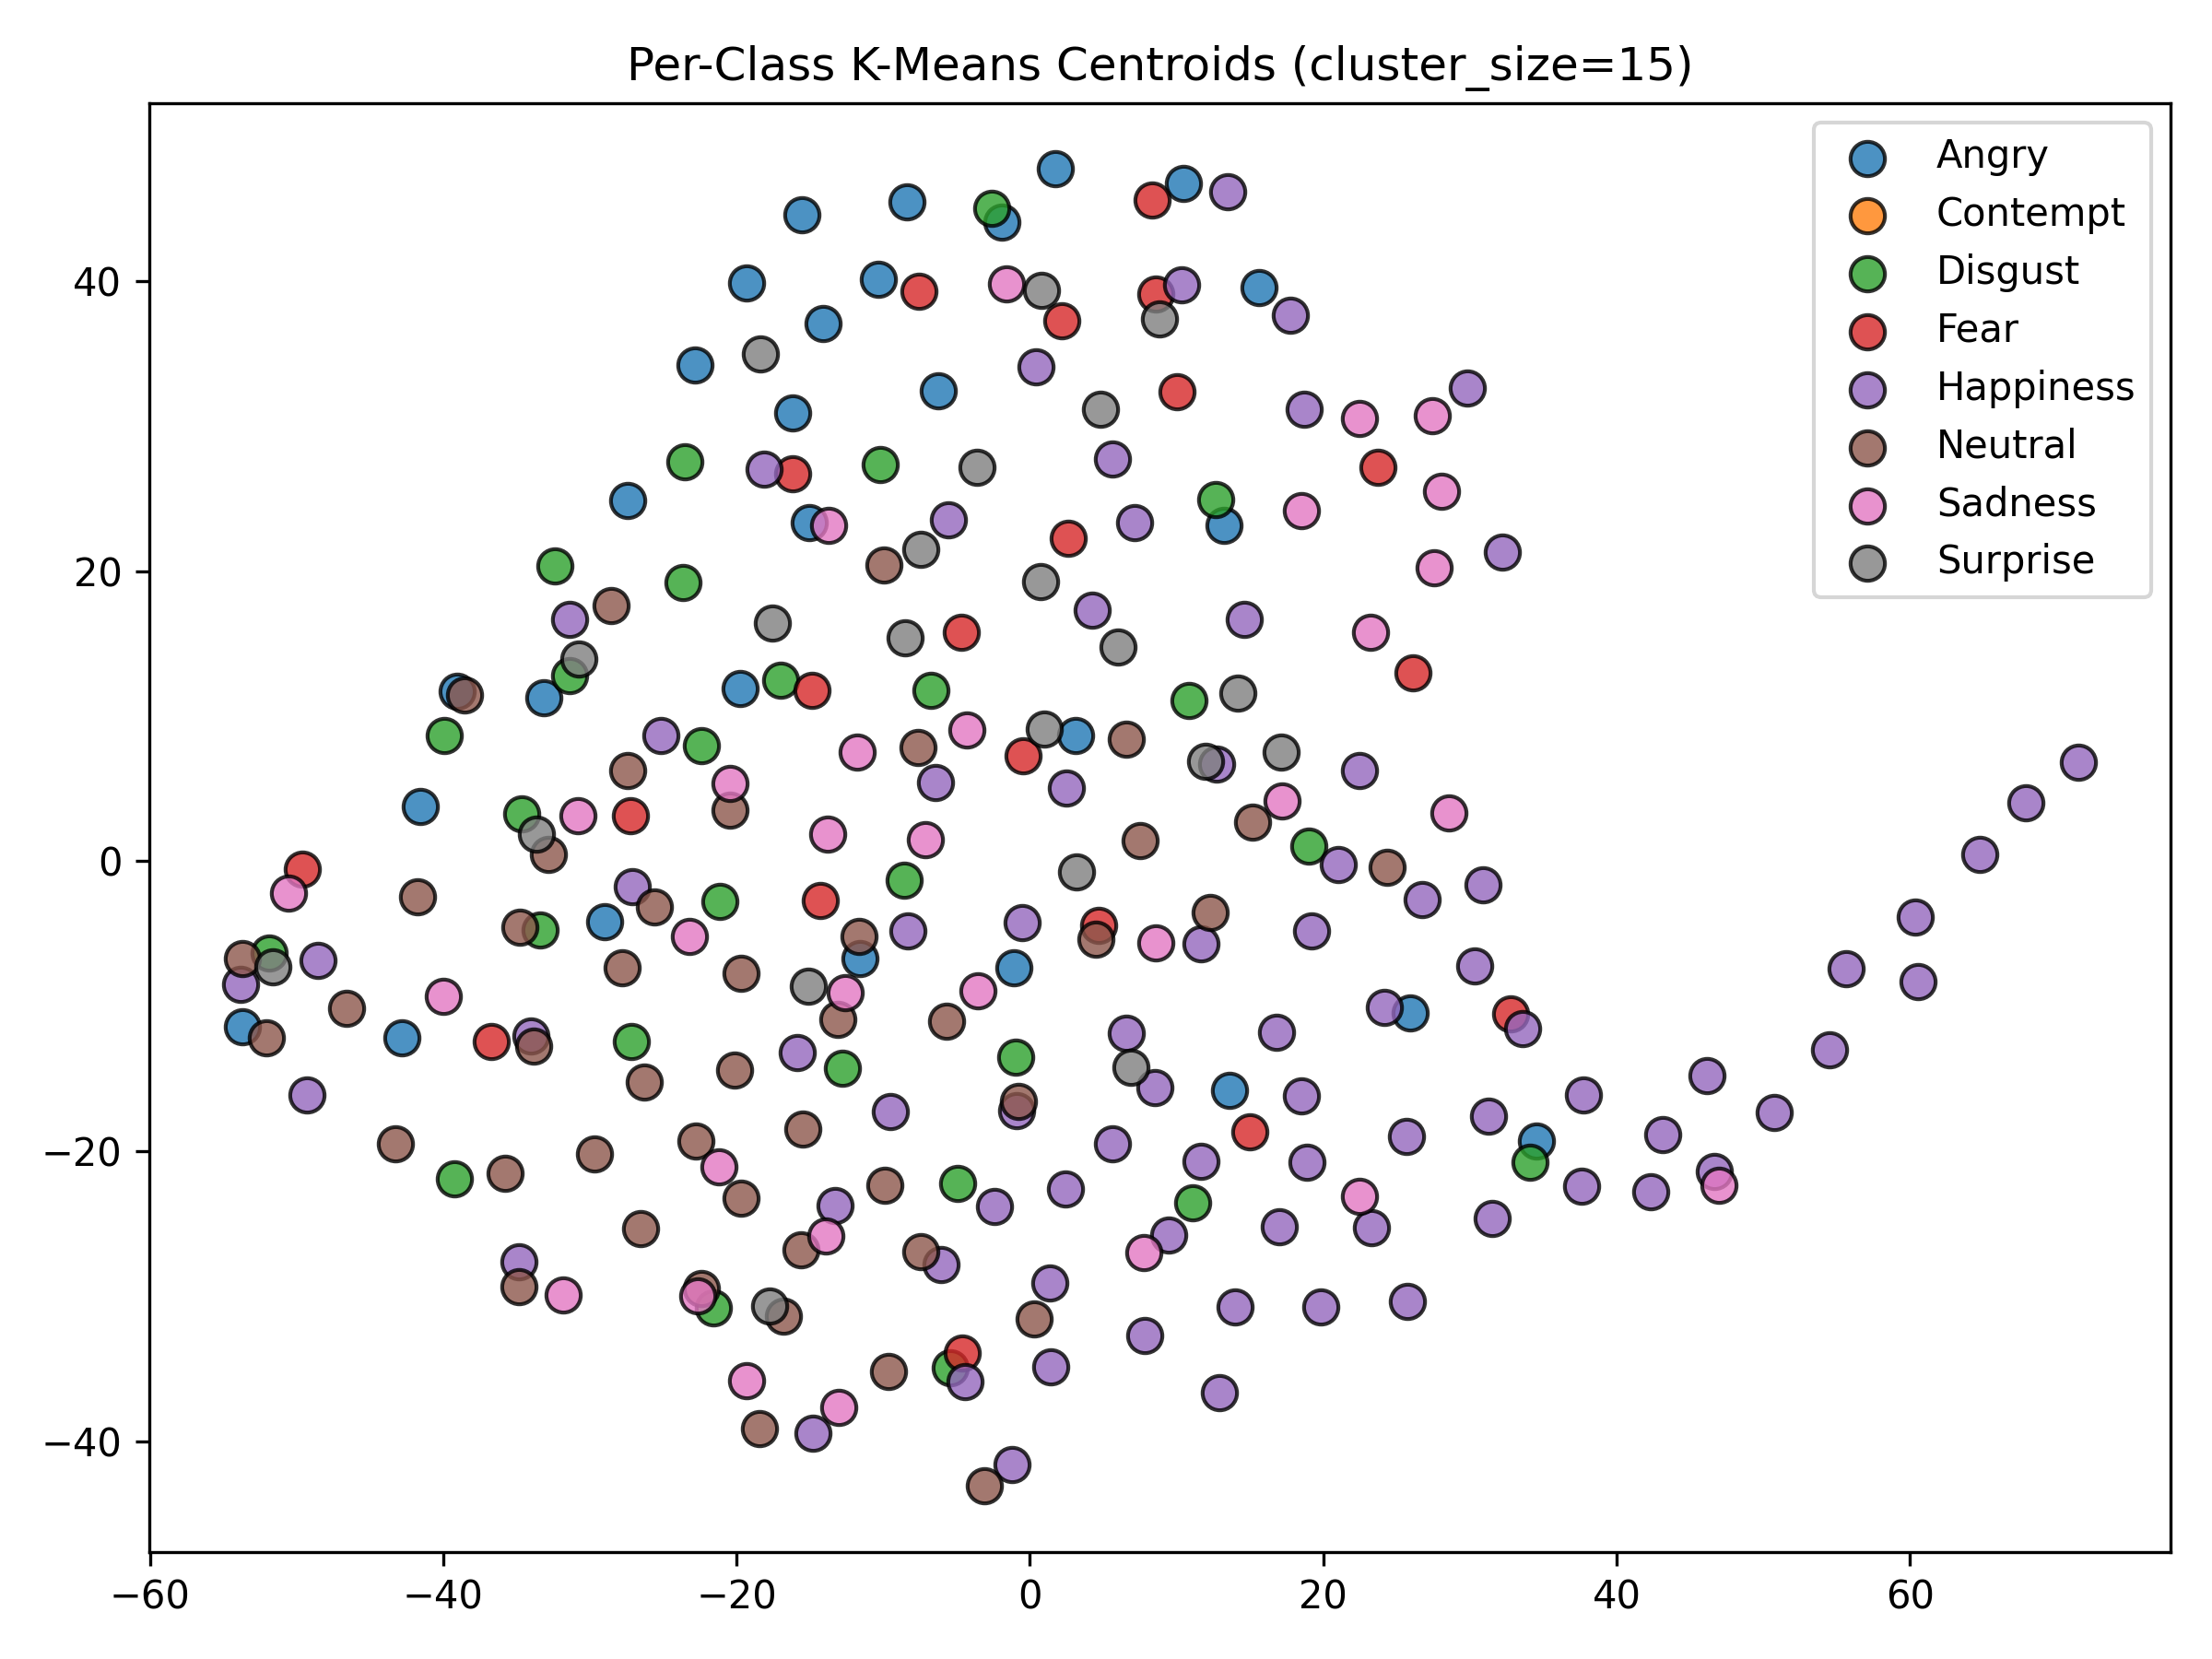 Per-Class K-Means Centroids (cluster_size=15)
Angry
Contempt
Disgust
Fear
Happiness
Neutral
Sadness
Surprise
40
20
0
−20
−40
−60 −40 −20 0 20 40 60